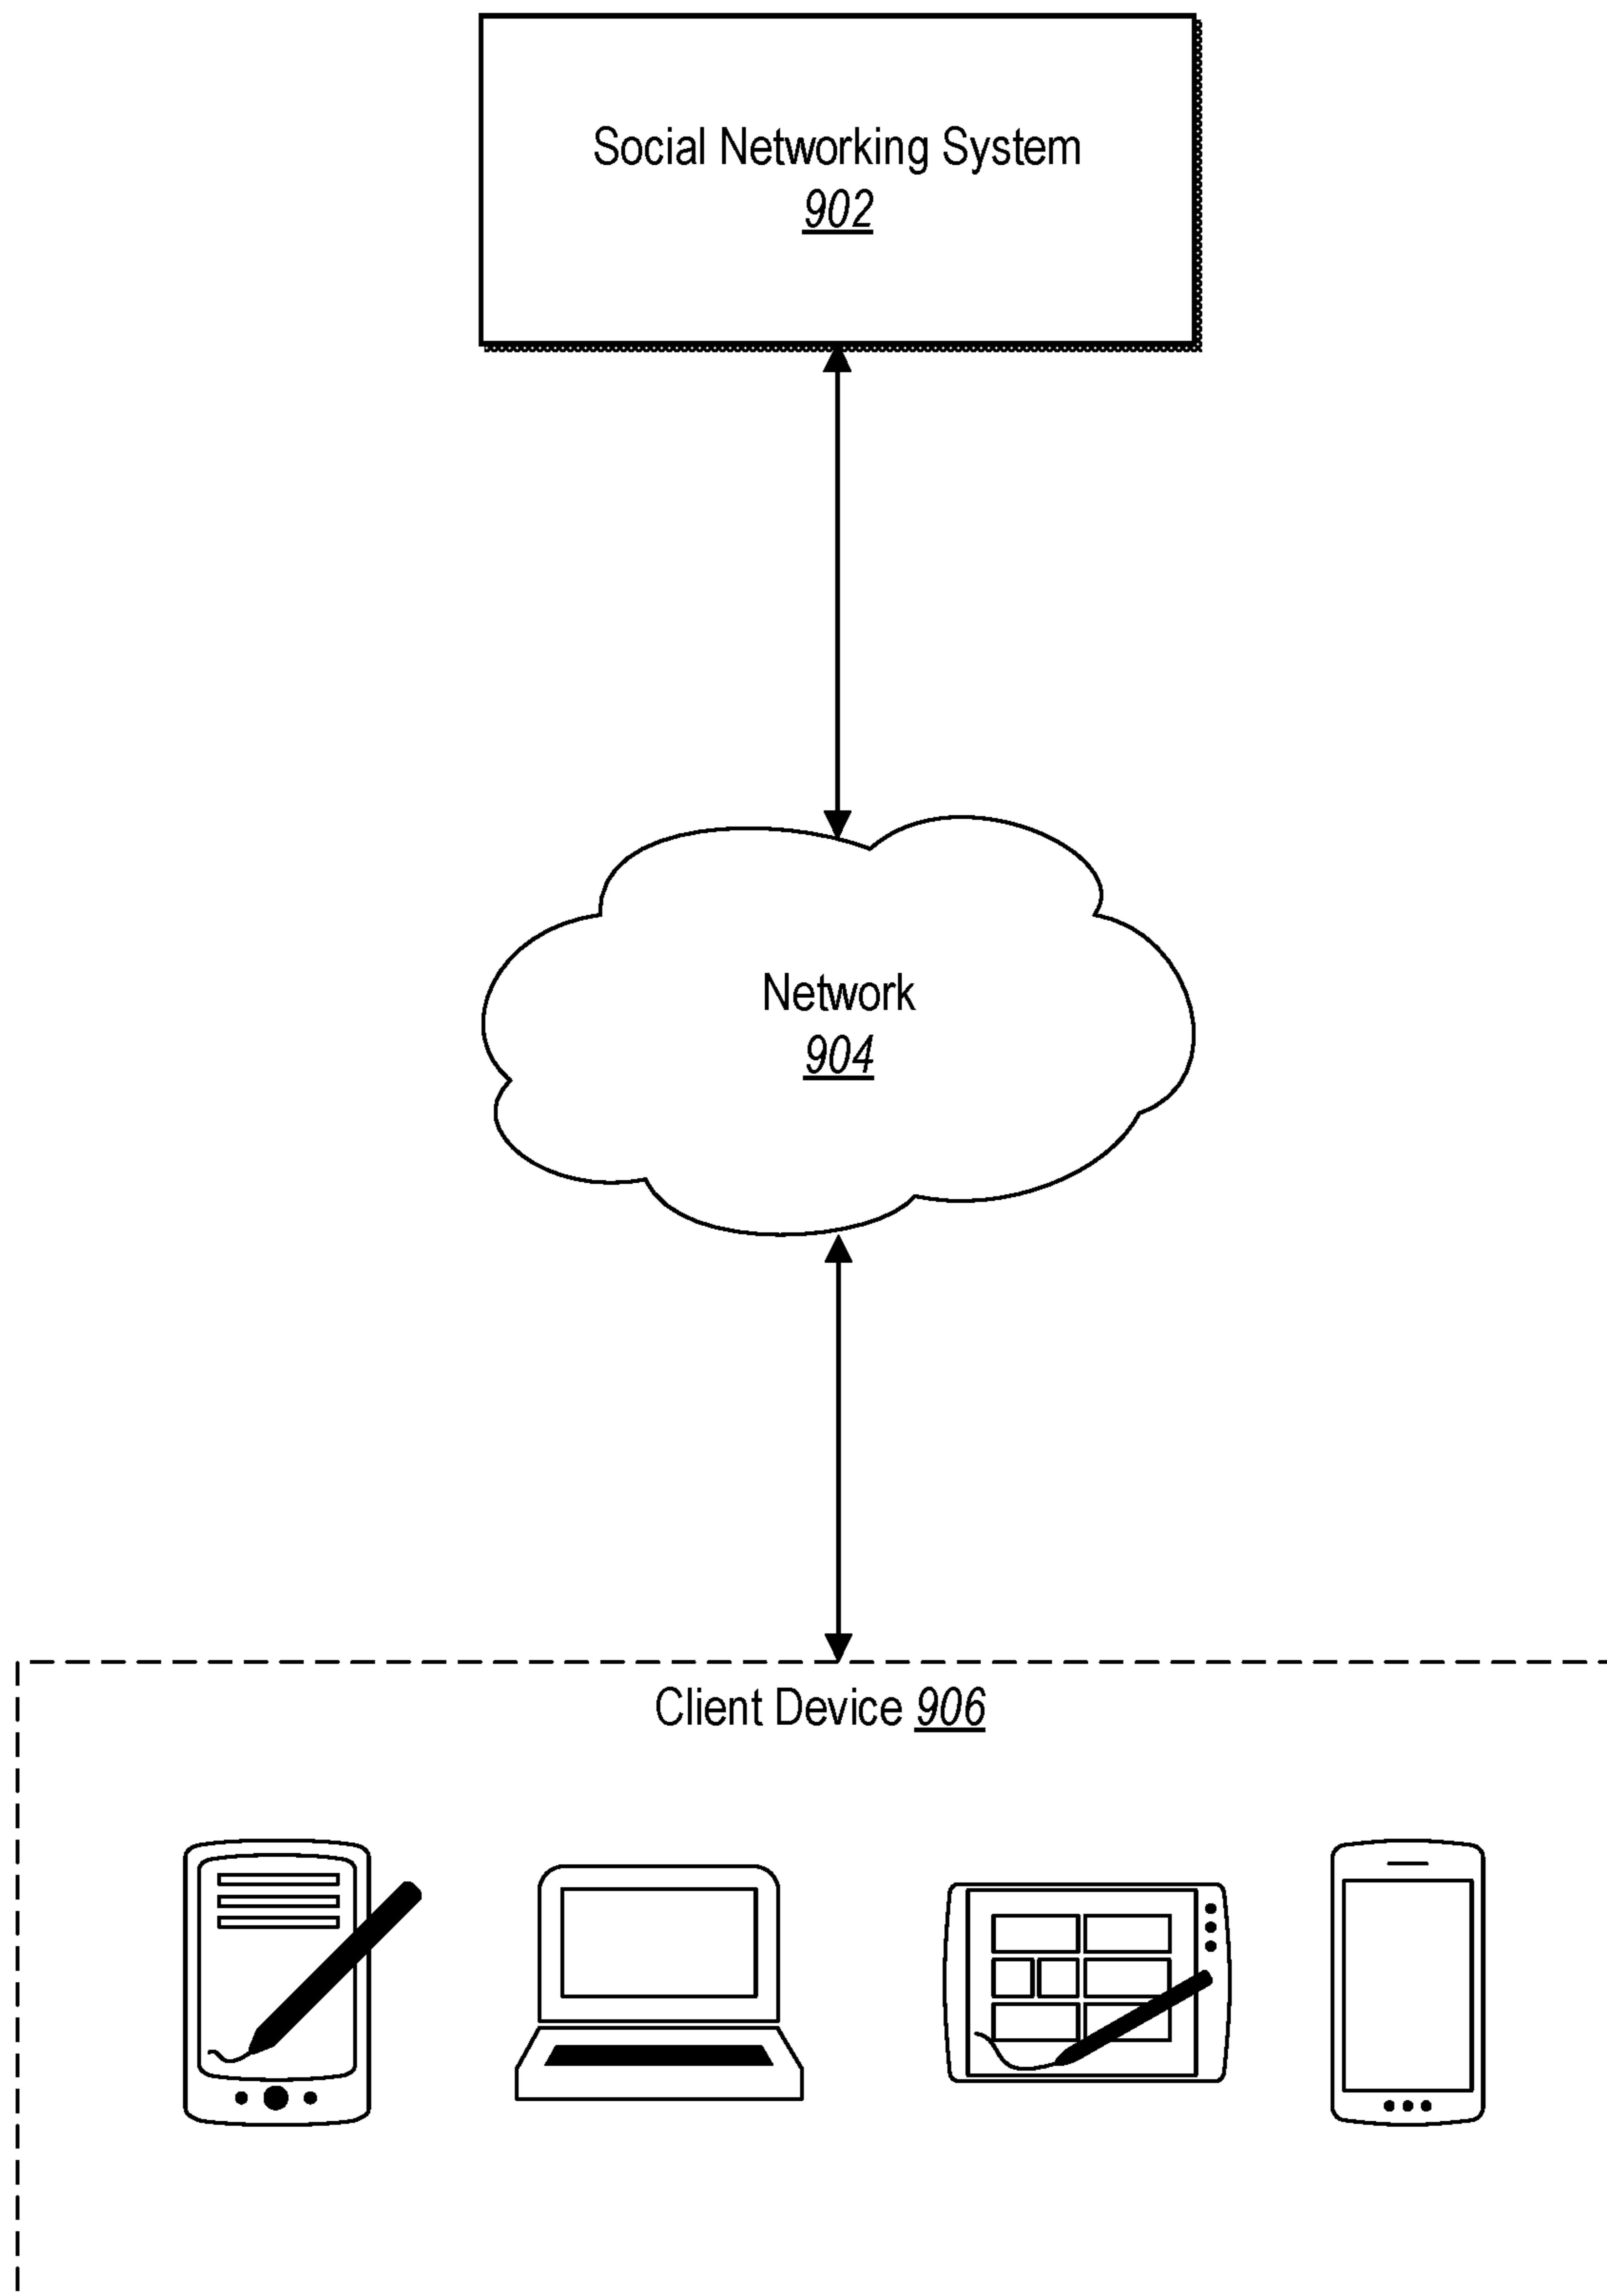 Social Networking System
902
Network
904
Client Device 906